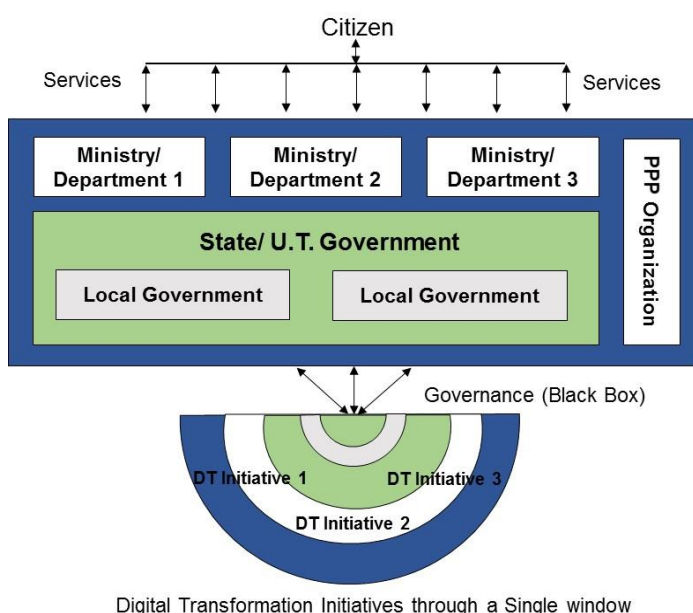 Citizen
Services
Services
Ministry/
Department 1
Ministry/
Department 2
Ministry/
Department 3
PPP Organization
State/ U.T. Government
Local Government
Local Government
Governance (Black Box)
DT Initiative 1
DT Initiative 3
DT Initiative 2
Digital Transformation Initiatives through a Single window